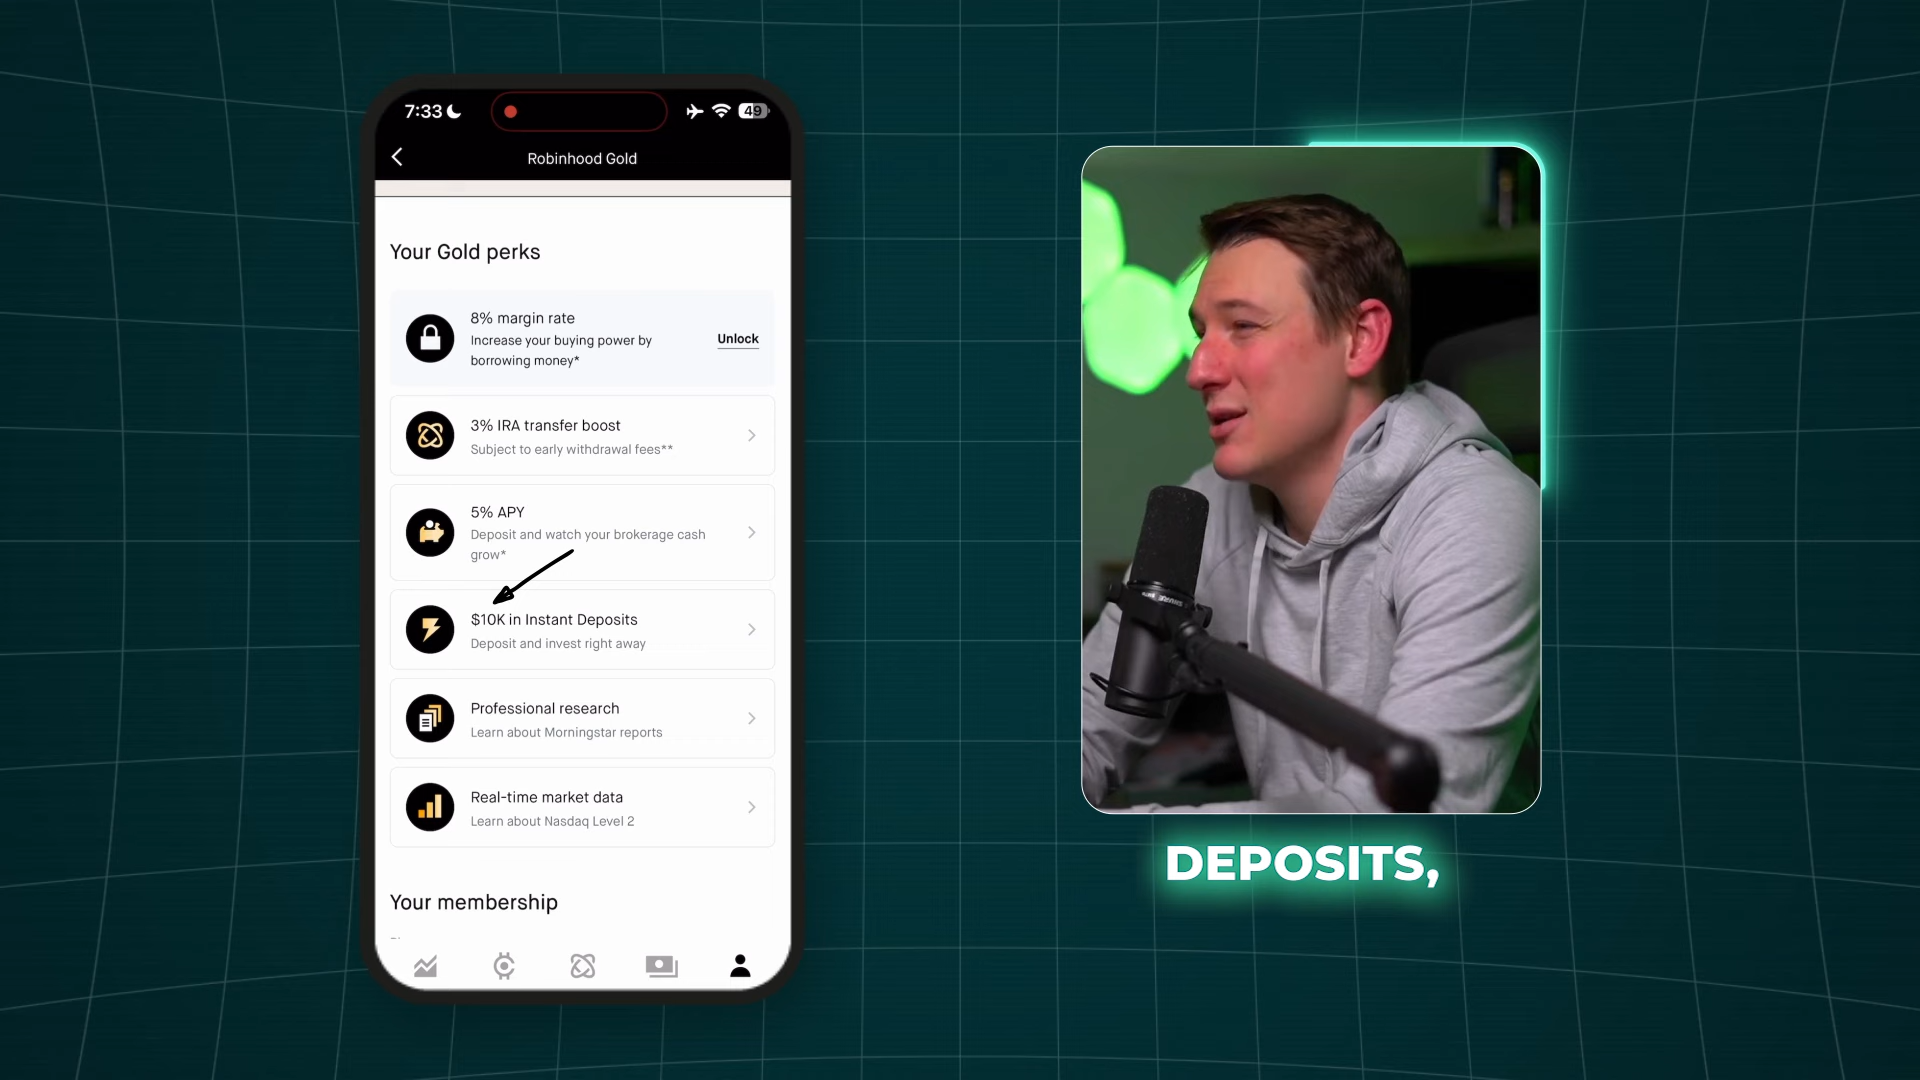 7:33
49
Robinhood Gold
Your Gold perks
8% margin rate
Increase your buying power by
borrowing money*
Unlock
3% IRA transfer boost
Subject to early withdrawal fees**
5% APY
Deposit and watch your brokerage cash
grow*
$10K in Instant Deposits
Deposit and invest right away
Professional research
Learn about Morningstar reports
Real-time market data
Learn about Nasdaq Level 2
Your membership
SHURE
DEPOSITS,